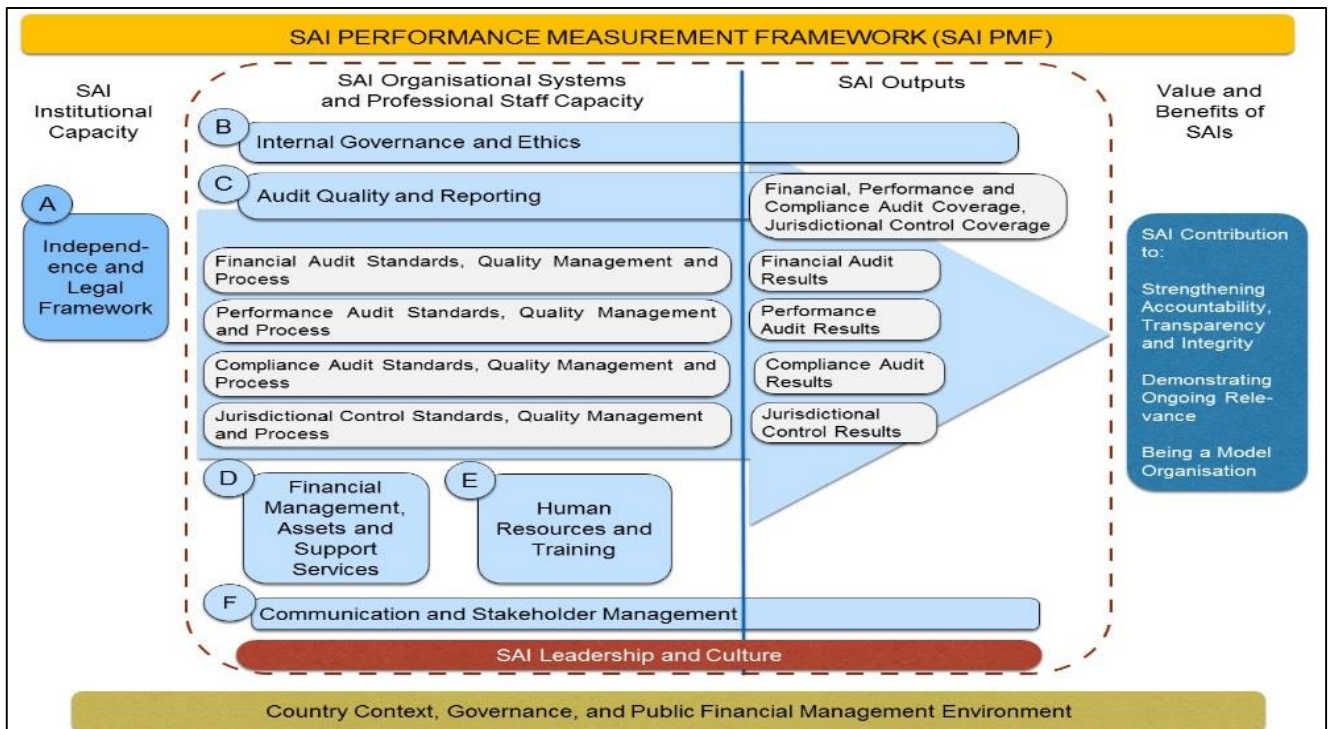 SAI PERFORMANCE MEASUREMENT FRAMEWORK (SAI PMF)
SAI
Institutional
Capacity
SAI Organisational Systems
and Professional Staff Capacity
SAI Outputs
Value and
Benefits of
SAIs
B
Internal Governance and Ethics
C
Audit Quality and Reporting
Financial, Performance and
Compliance Audit Coverage,
Jurisdictional Control Coverage
A
Independ-
ence and
Legal
Framework
Financial Audit Standards, Quality Management and
Process
Financial Audit
Results
Performance Audit Standards, Quality Management
and Process
Performance
Audit Results
Compliance Audit Standards, Quality Management and
Process
Compliance Audit
Results
Jurisdictional Control Standards, Quality Management
and Process
Jurisdictional
Control Results
SAI Contribution
to:
Strengthening
Accountability,
Transparency
and Integrity
Demonstrating
Ongoing Rele-
vance
Being a Model
Organisation
D
Financial
Management,
Assets and
Support
Services
E
Human
Resources and
Training
F
Communication and Stakeholder Management
SAI Leadership and Culture
Country Context, Governance, and Public Financial Management Environment